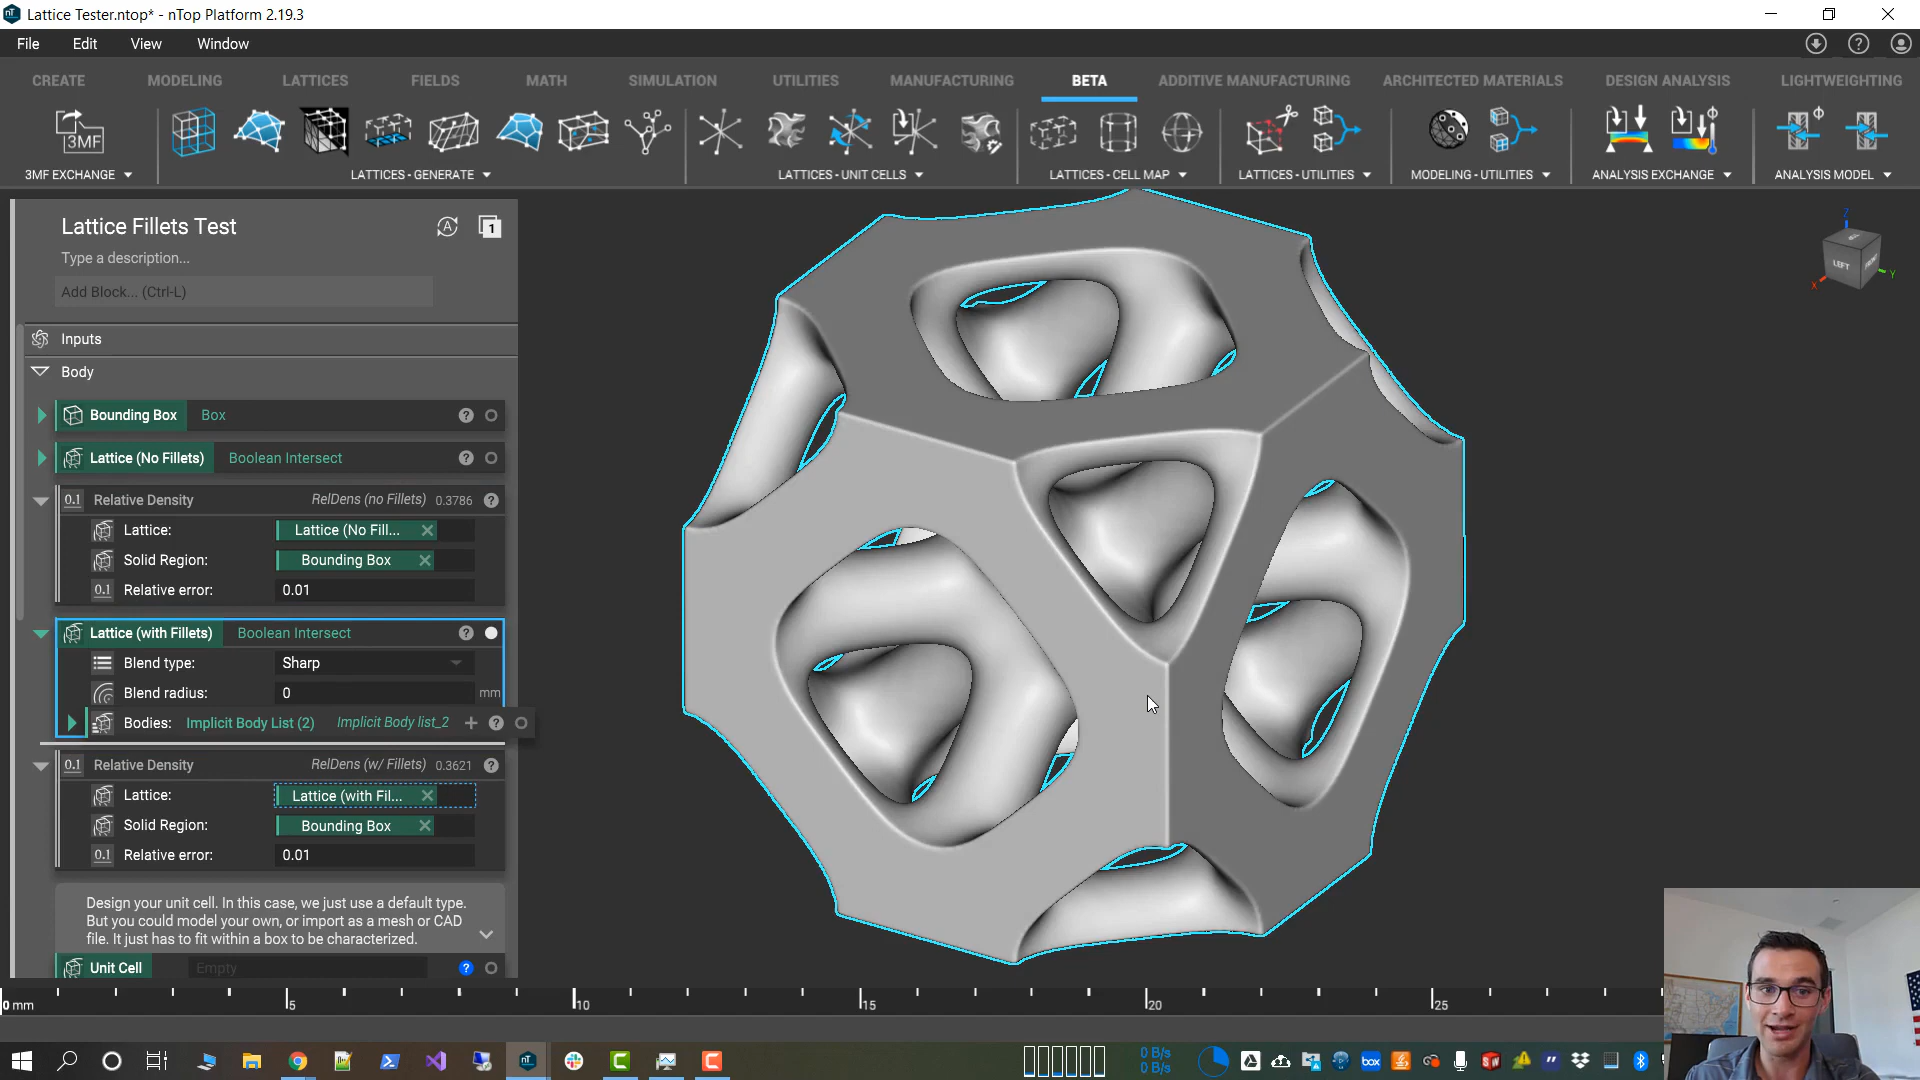 Lattice Tester.ntop* - nTop Platform 2.19.3
File Edit View Window
CREATE MODELING LATTICES FIELDS MATH SIMULATION UTILITIES MANUFACTURING BETA ADDITIVE MANUFACTURING ARCHITECTED MATERIALS DESIGN ANALYSIS LIGHTWEIGHTING
3MF
3MF EXCHANGE LATTICES - GENERATE LATTICES - UNIT CELLS LATTICES - CELL MAP LATTICES - UTILITIES MODELING - UTILITIES ANALYSIS EXCHANGE ANALYSIS MODEL
Lattice Fillets Test
A 1
Type a description...
Add Block... (Ctrl-L)
Inputs
Body
Bounding Box Box
Lattice (No Fillets) Boolean Intersect
0.1 Relative Density RelDens (no Fillets) 0.3786
Lattice: Lattice (No Fill...
Solid Region: Bounding Box
0.1 Relative error: 0.01
Lattice (with Fillets) Boolean Intersect
Blend type: Sharp
Blend radius: 0 mm
Bodies: Implicit Body List (2) Implicit Body list_2
0.1 Relative Density RelDens (w/ Fillets) 0.3621
Lattice: Lattice (with Fil...
Solid Region: Bounding Box
0.1 Relative error: 0.01
Design your unit cell. In this case, we just use a default type.
But you could model your own, or import as a mesh or CAD
file. It just has to fit within a box to be characterized.
Unit Cell Empty
Z
LEFT
X Y
0 mm 5 10 15 20 25
0 B/s
0 B/s
box